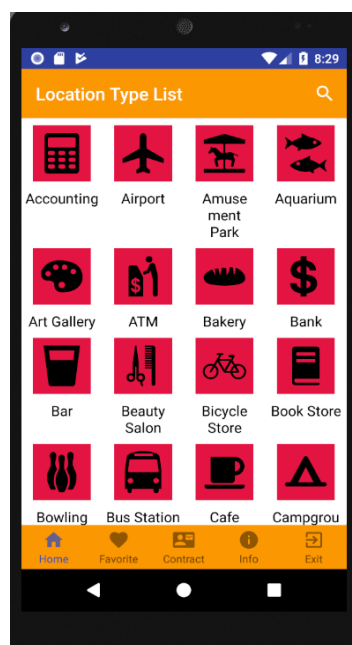 8:29
Location Type List
Accounting Airport Amuse Aquarium
ment
Park
$
Art Gallery ATM Bakery Bank
Bar Beauty Bicycle Book Store
Salon Store
Bowling Bus Station Cafe Campgrou
Home Favorite Contract Info Exit